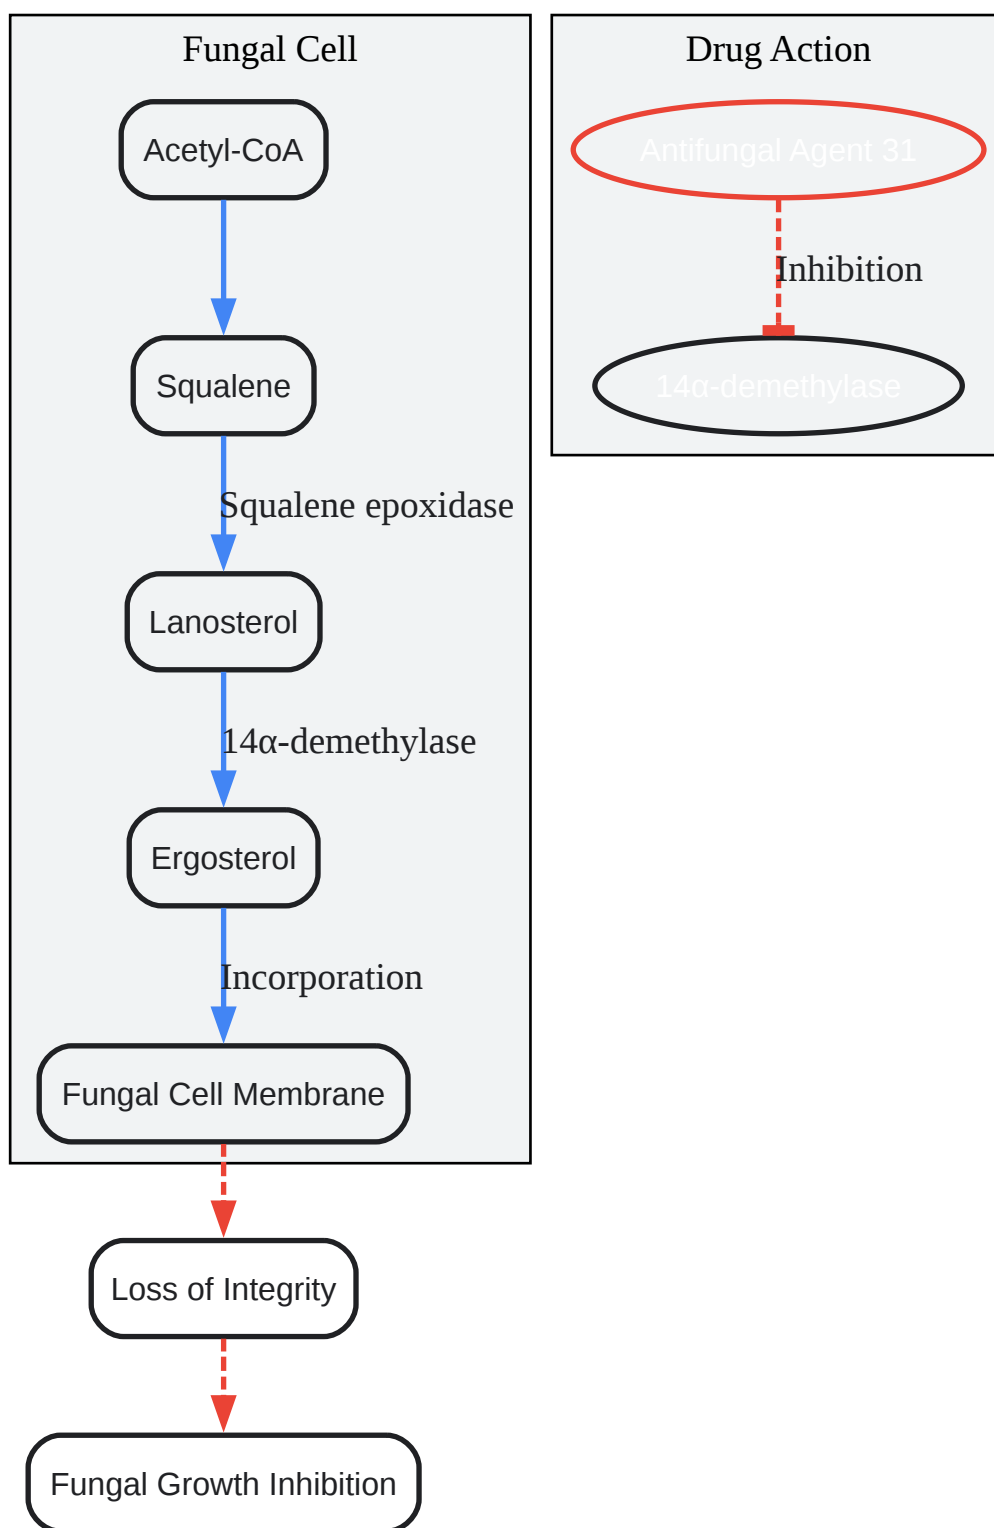 Fungal Cell
Acetyl-CoA
Squalene
Squalene epoxidase
Lanosterol
14α-demethylase
Ergosterol
Incorporation
Fungal Cell Membrane
Loss of Integrity
Fungal Growth Inhibition
Drug Action
Antifungal Agent 31
Inhibition
14α-demethylase